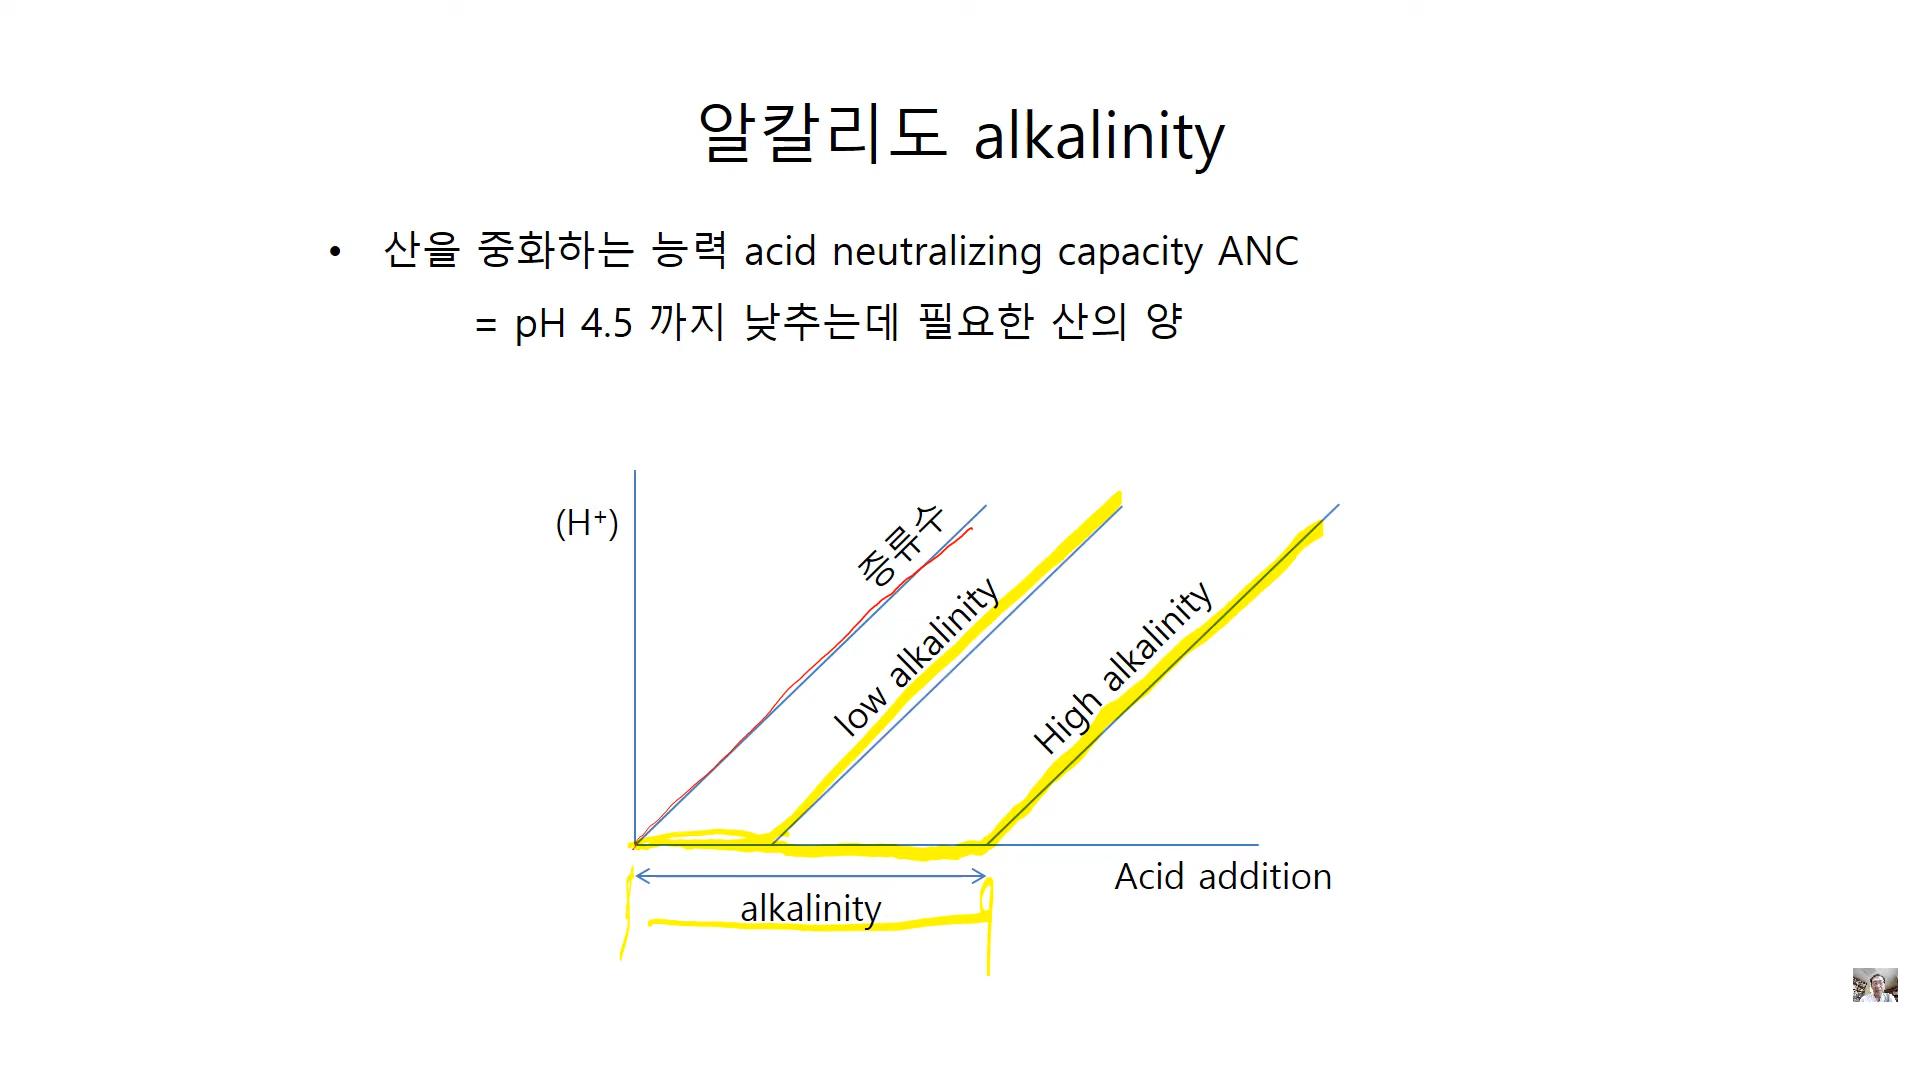 알칼리도 alkalinity
• 산을 중화하는 능력 acid neutralizing capacity ANC
= pH 4.5 까지 낮추는데 필요한 산의 양
(H⁺)
증류수
low alkalinity
High alkalinity
Acid addition
alkalinity